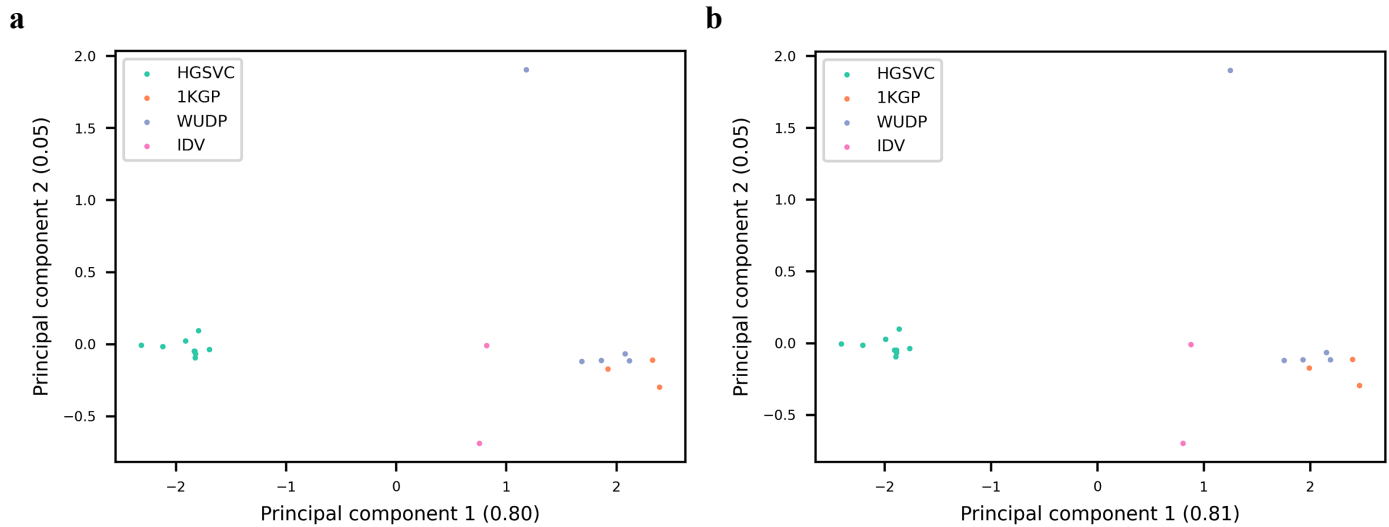 a
2.0
1.5
1.0
0.5
0.0
−0.5
Principal component 2 (0.05)
HGSVC
1KGP
WUDP
IDV
−2
−1
0
1
2
Principal component 1 (0.80)
b
2.0
1.5
1.0
0.5
0.0
−0.5
Principal component 2 (0.05)
HGSVC
1KGP
WUDP
IDV
−2
−1
0
1
2
Principal component 1 (0.81)